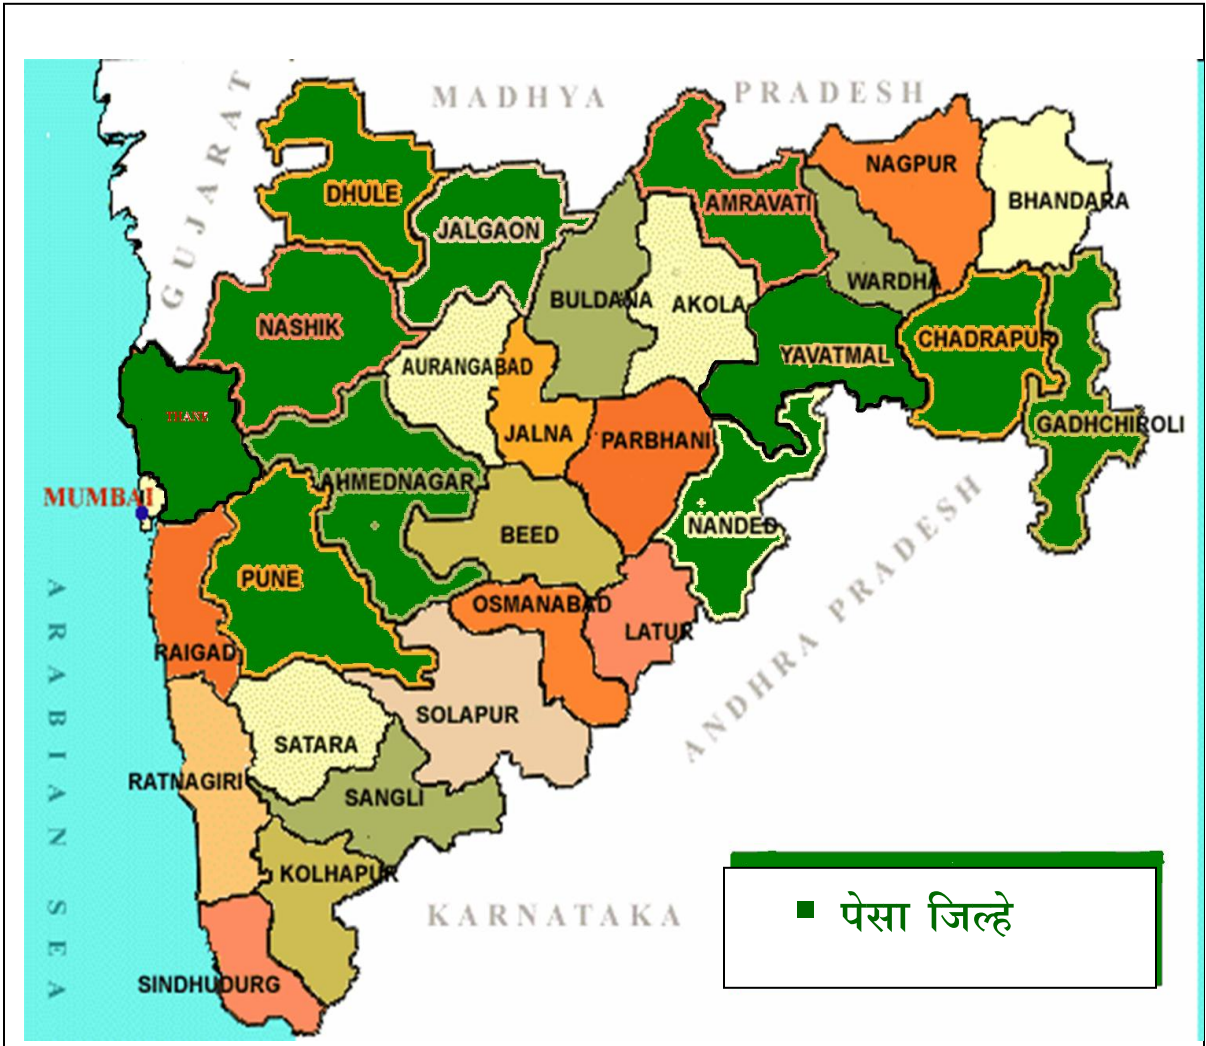 MADHYA PRADESH
GUJARAT
DHULE
JALGAON
AMRAVATI
NAGPUR
BHANDARA
NASHIK
BULDANA
AKOLA
WARDHA
CHADRAPUR
YAVATMAL
AURANGABAD
THANE
JALNA
PARBHANI
GADHCHIROLI
AHMEDNAGAR
MUMBAI
BEED
NANDED
PUNE
OSMANABAD
LATUR
RAIGAD
SOLAPUR
SATARA
RATNAGIRI
SANGLI
KOLHAPUR
SINDHUDURG
ANDHRA PRADESH
KARNATAKA
ARABIAN SEA
▪ पेसा जिल्हे